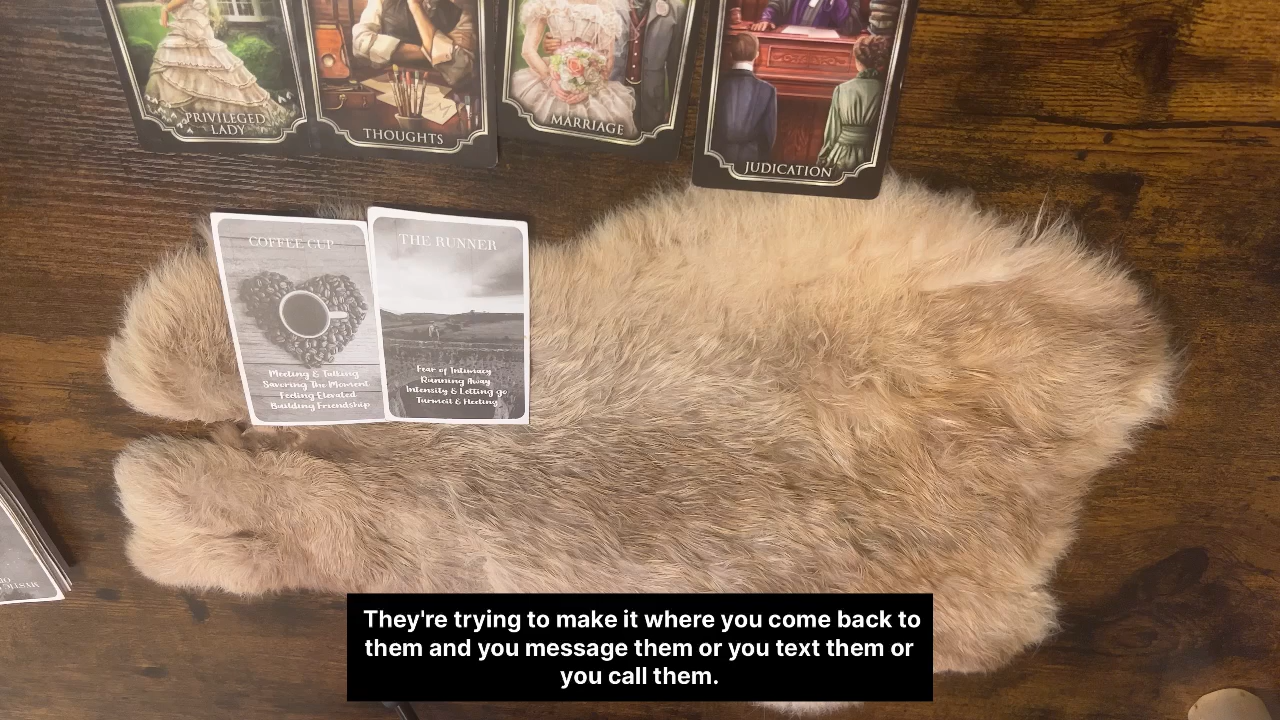 PRIVILEGED
LADY
THOUGHTS
MARRIAGE
JUDICATION
COFFEE CUP
Meeting & Talking
Savoring The Moment
Feeling Elevated
Building Friendship
THE RUNNER
Fear of Intimacy
Running Away
Intensity & Letting go
Turmoil & Fleeting
They're trying to make it where you come back to
them and you message them or you text them or
you call them.